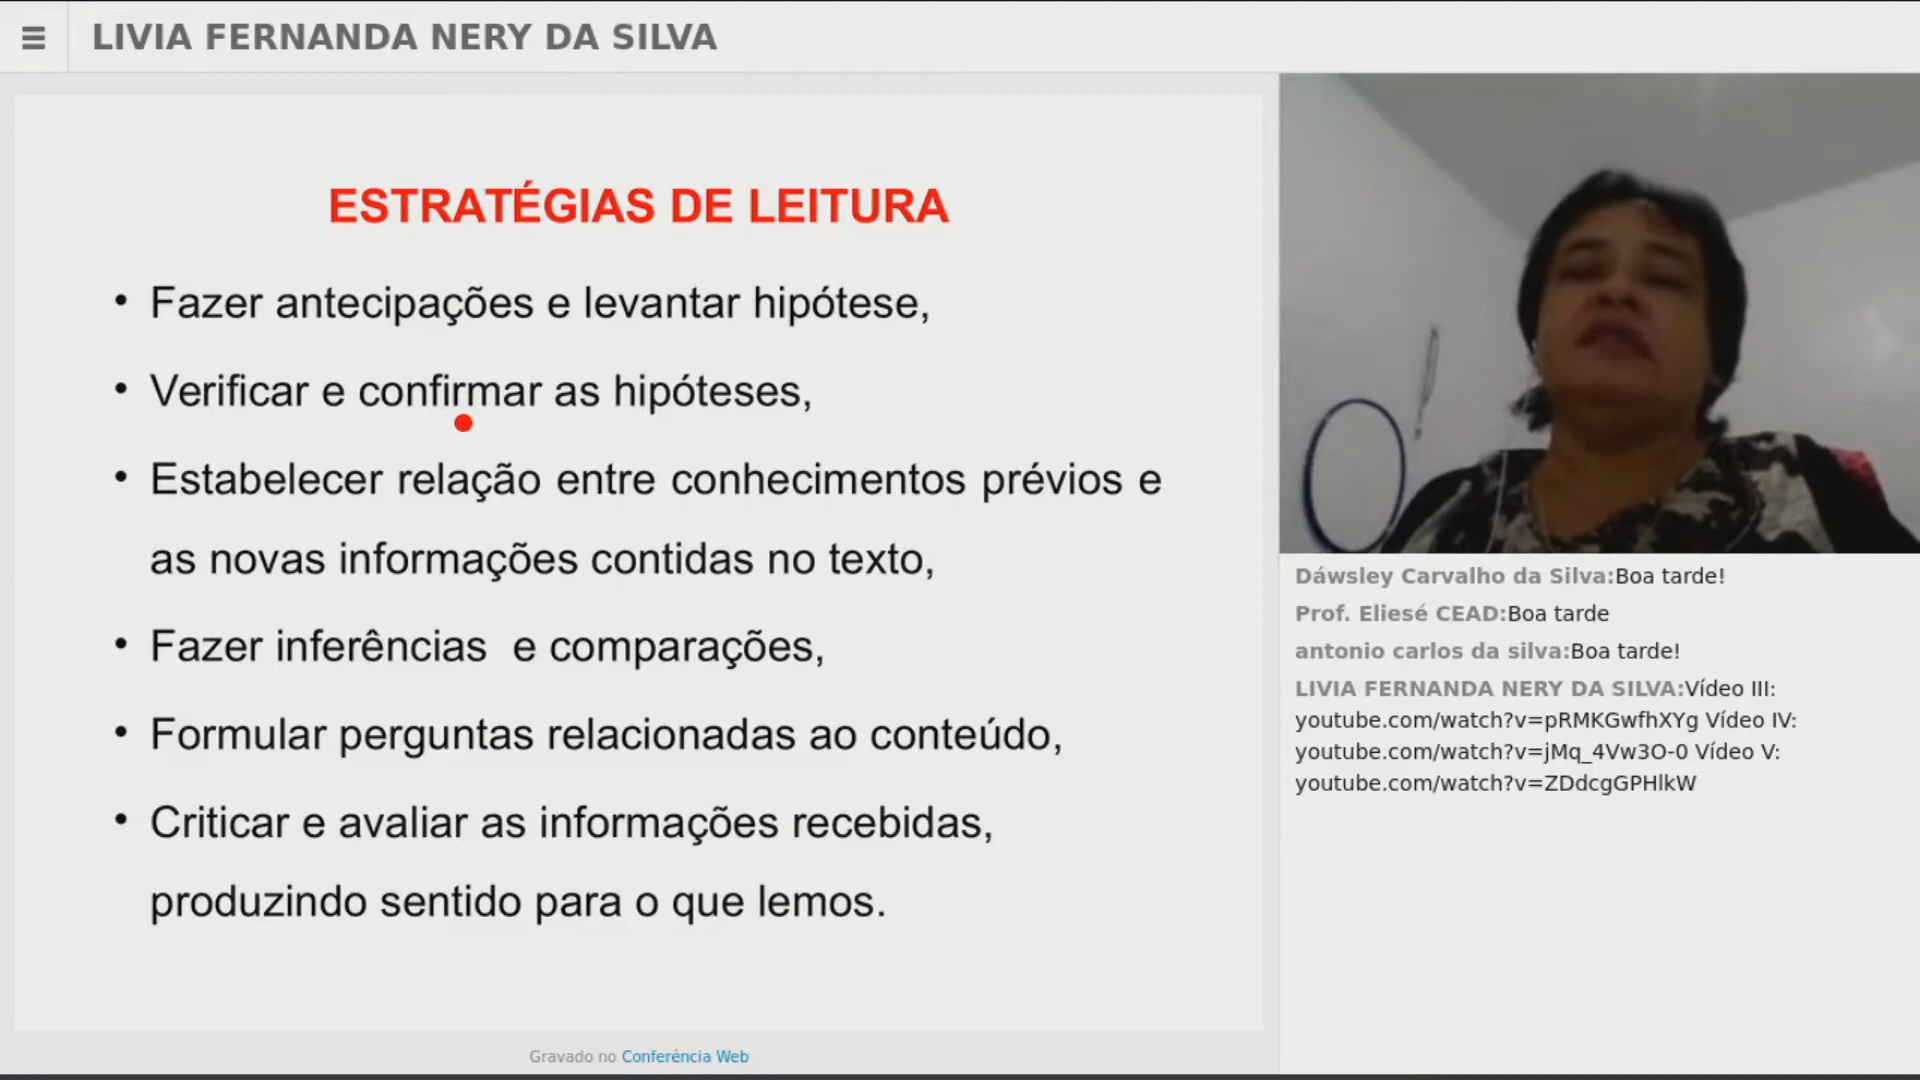 LIVIA FERNANDA NERY DA SILVA
ESTRATÉGIAS DE LEITURA
• Fazer antecipações e levantar hipótese,
• Verificar e confirmar as hipóteses,
• Estabelecer relação entre conhecimentos prévios e
as novas informações contidas no texto,
• Fazer inferências e comparações,
• Formular perguntas relacionadas ao conteúdo,
• Criticar e avaliar as informações recebidas,
produzindo sentido para o que lemos.
Gravado no Conferência Web
Dáwsley Carvalho da Silva:Boa tarde!
Prof. Eliesé CEAD:Boa tarde
antonio carlos da silva:Boa tarde!
LIVIA FERNANDA NERY DA SILVA:Vídeo III:
youtube.com/watch?v=pRMKGwfhXYg Vídeo IV:
youtube.com/watch?v=jMq_4Vw3O-0 Vídeo V:
youtube.com/watch?v=ZDdcgGPHlkW